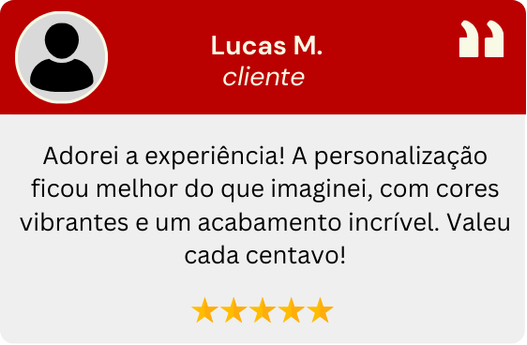 Lucas M.
cliente
Adorei a experiência! A personalização
ficou melhor do que imaginei, com cores
vibrantes e um acabamento incrível. Valeu
cada centavo!